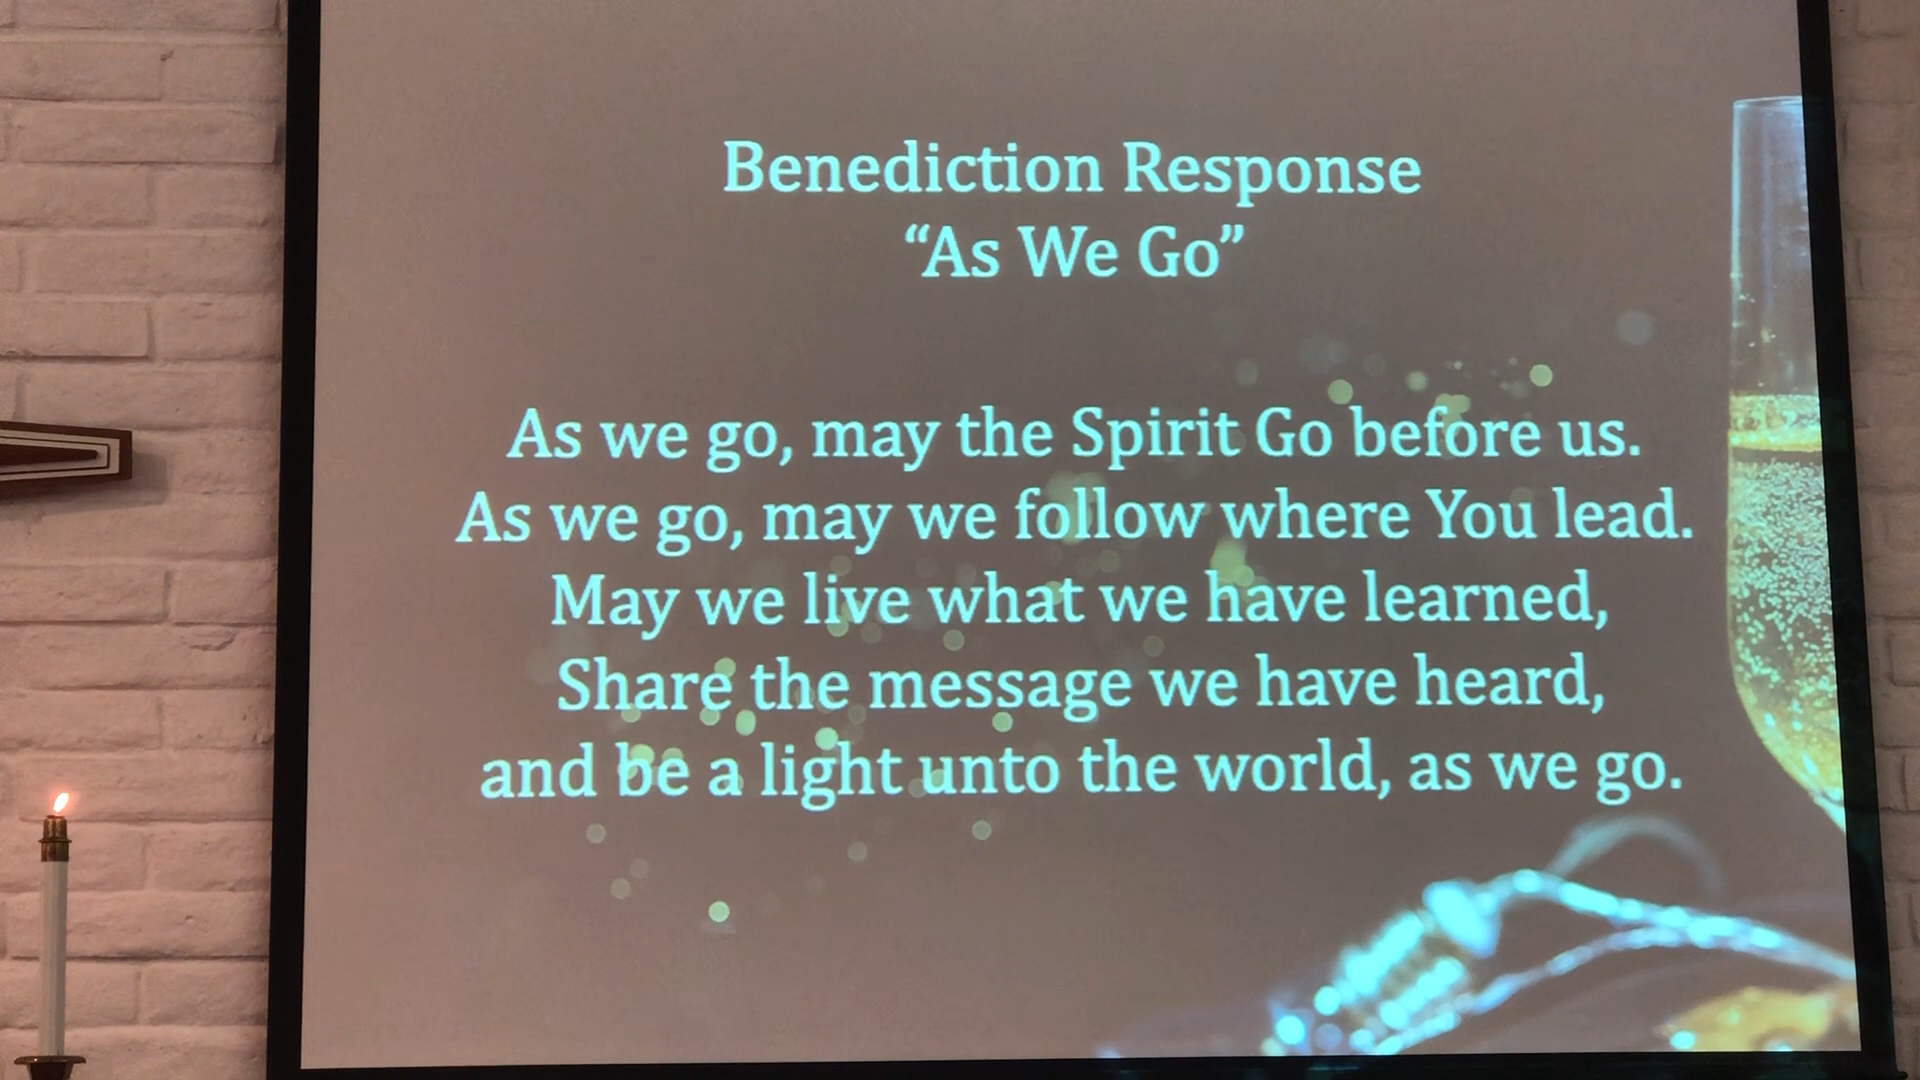 Benediction Response
“As We Go”
As we go, may the Spirit Go before us.
As we go, may we follow where You lead.
May we live what we have learned,
Share the message we have heard,
and be a light unto the world, as we go.